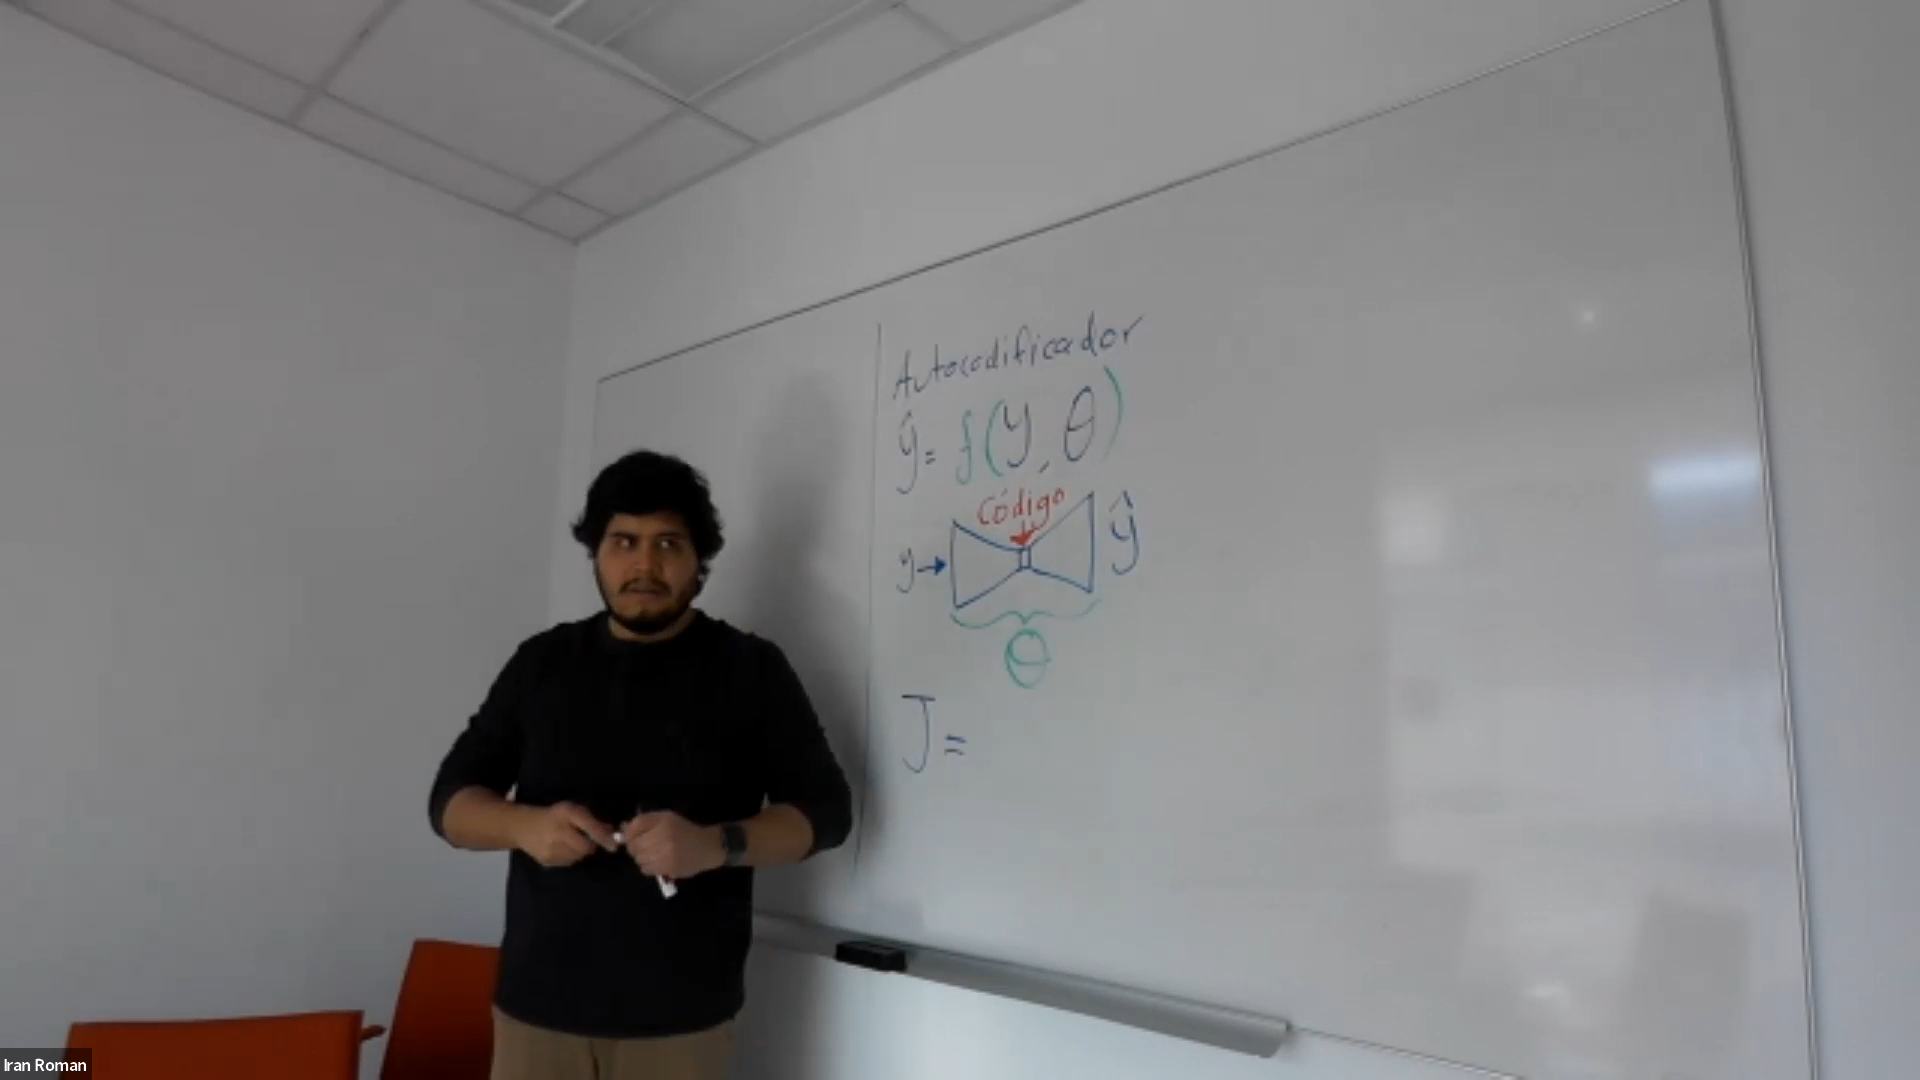 Autocodificador
ŷ = f(y, θ)
Código
y → ŷ
θ
J =
Iran Roman